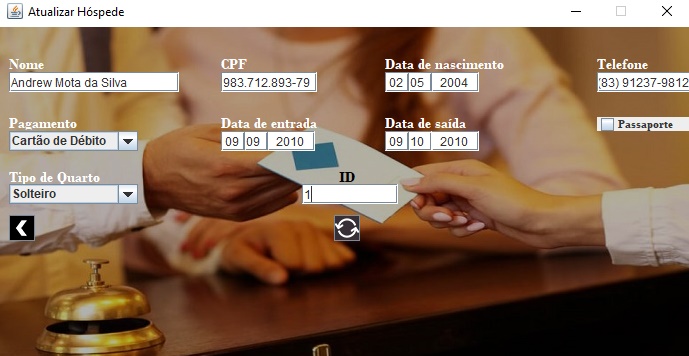 Atualizar Hóspede
Nome CPF Data de nascimento Telefone
Andrew Mota da Silva 983.712.893-79 02 05 2004 (83) 91237-9812
Pagamento Data de entrada Data de saída
Cartão de Débito 09 09 2010 09 10 2010 Passaporte
Tipo de Quarto ID
Solteiro 1